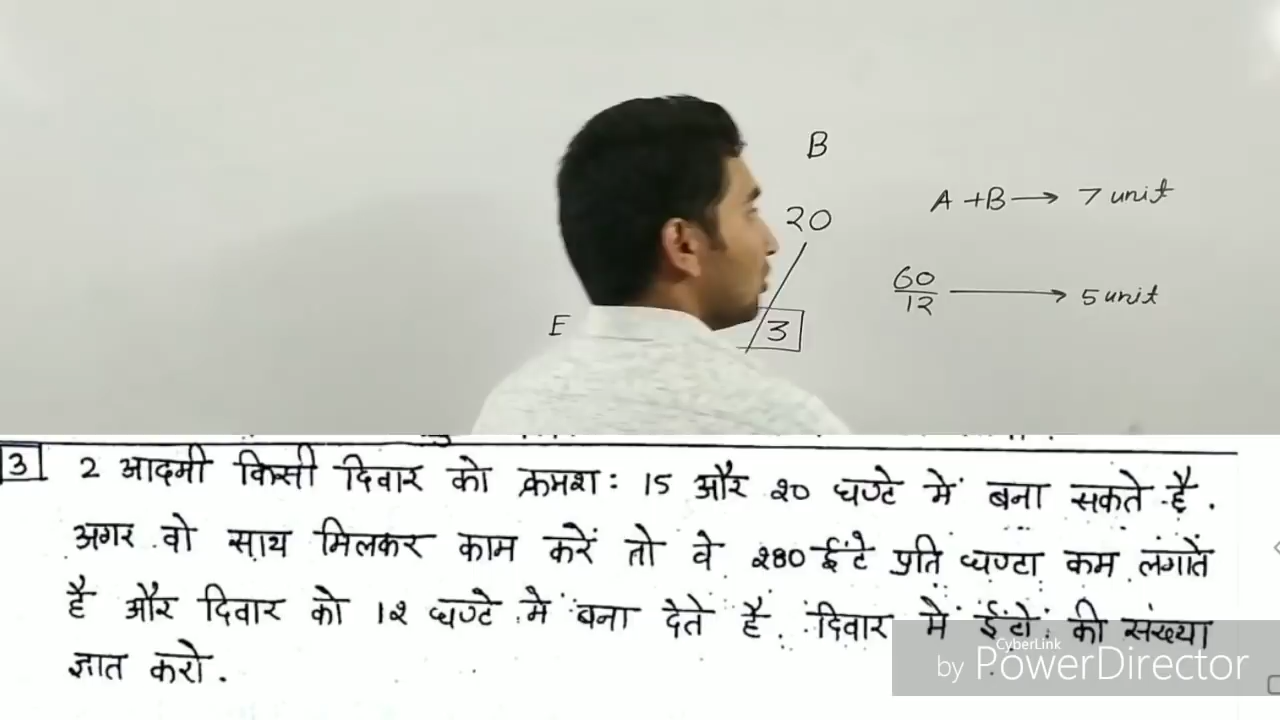 B
20
A + B → 7 unit
60
12 → 5 unit
E
3
3 2 आदमी किसी दिवार को क्रमश: 15 और 20 घण्टे में बना सकते है.
अगर वो साथ मिलकर काम करें तो वे 280 ईंटे प्रति घण्टा कम लगाते
है और दिवार को 12 घण्टे में बना देते है. दिवार में ईंटों की संख्या
ज्ञात करो.
CyberLink
by PowerDirector